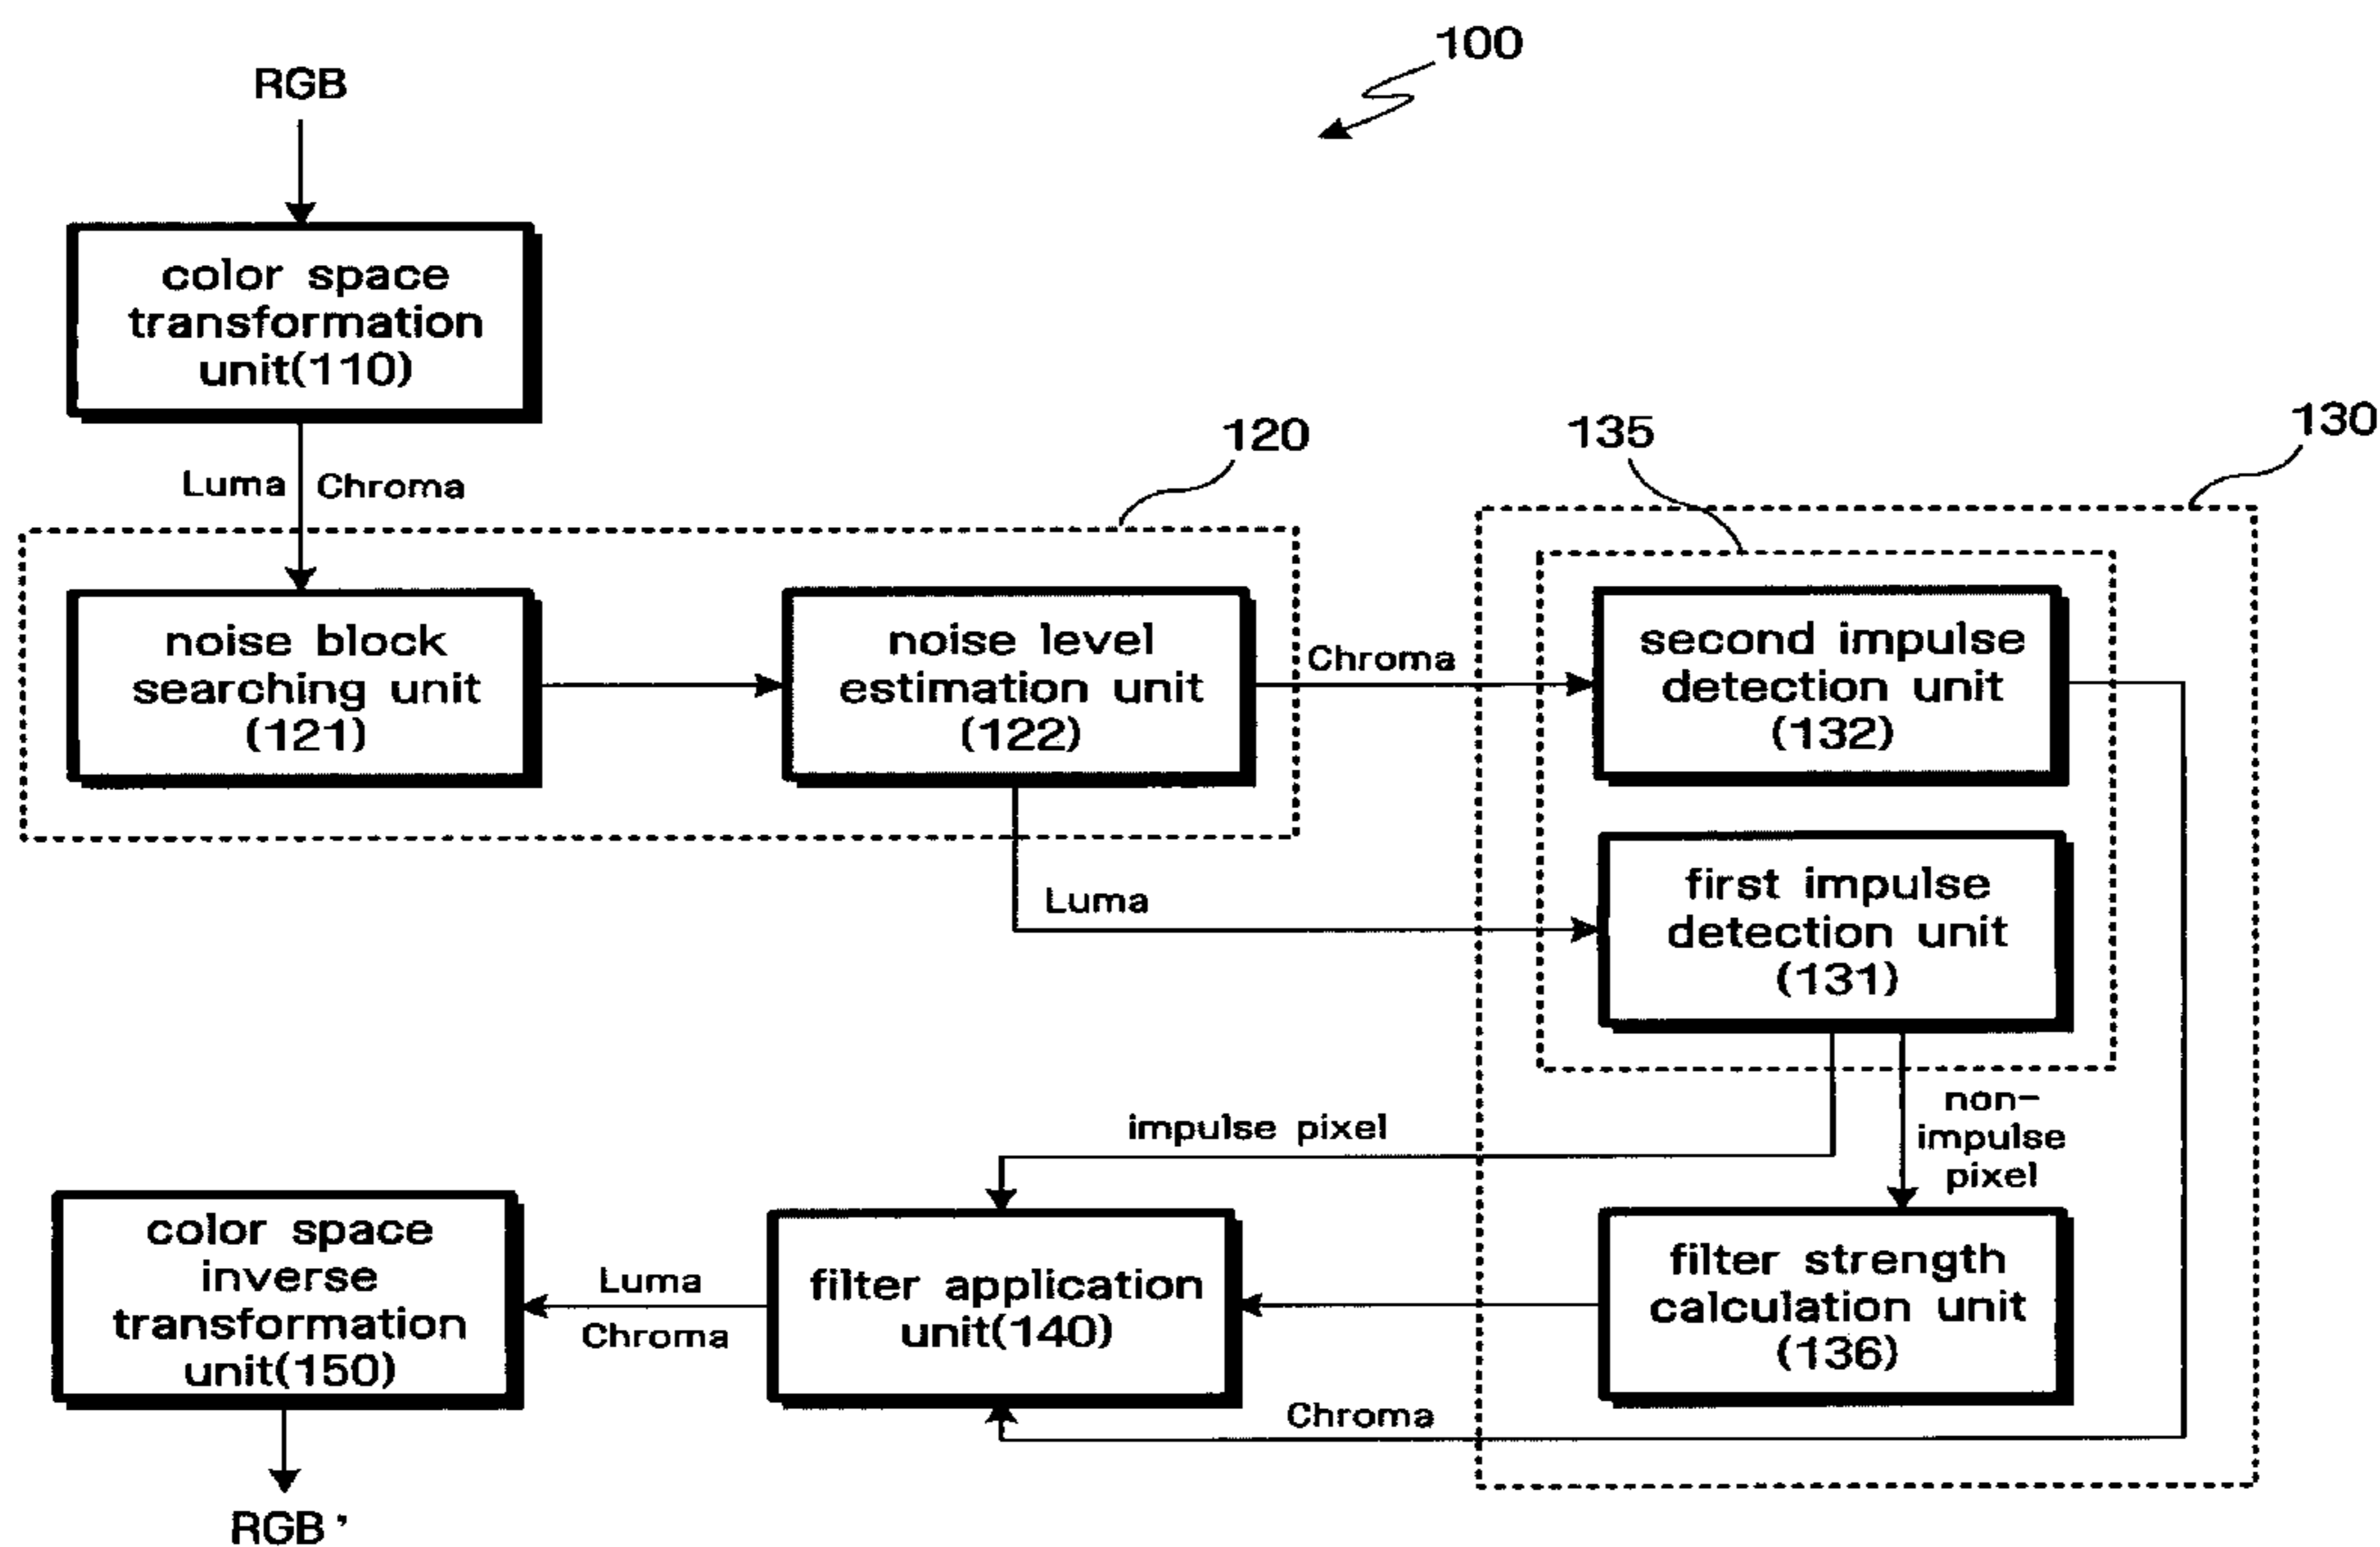 100
RGB
color space
transformation
unit(110)
Luma
Chroma
120
135
130
noise block
searching unit
(121)
noise level
estimation unit
(122)
Chroma
second impulse
detection unit
(132)
Luma
first impulse
detection unit
(131)
impulse pixel
non-
impulse
pixel
color space
inverse
transformation
unit(150)
Luma
Chroma
filter application
unit(140)
filter strength
calculation unit
(136)
Chroma
RGB'